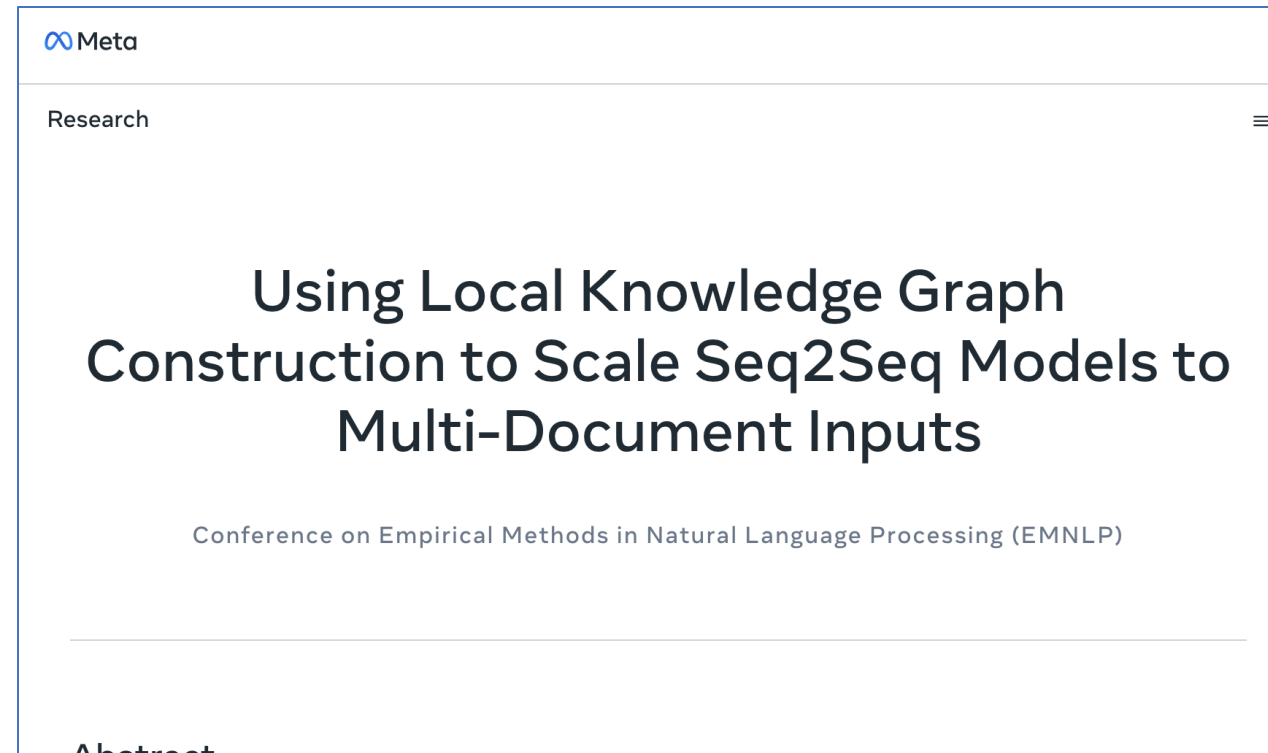 Meta
Research
Using Local Knowledge Graph
Construction to Scale Seq2Seq Models to
Multi-Document Inputs
Conference on Empirical Methods in Natural Language Processing (EMNLP)
Abstract